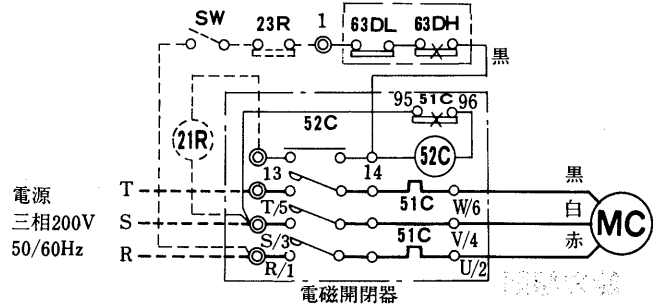 SW
23R
1
63DL
63DH
黒
95
51C
96
52C
21R
52C
13
14
電源
三相200V
50/60Hz
T
S
R
T/5
S/3
R/1
51C
51C
W/6
V/4
U/2
黒
白
赤
MC
電磁開閉器